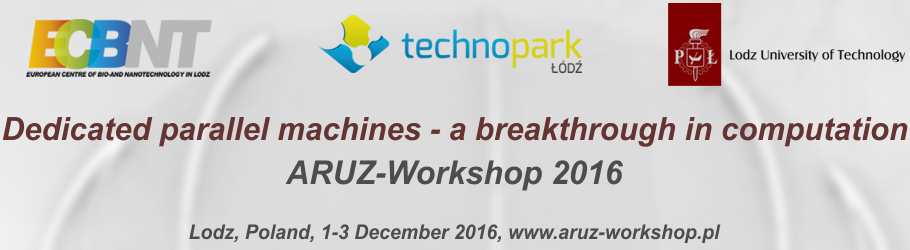 ECBNT
EUROPEAN CENTRE OF BIO-AND NANOTECHNOLOGY IN LODZ
technopark
ŁÓDŹ
P Ł
Lodz University of Technology
Dedicated parallel machines - a breakthrough in computation
ARUZ-Workshop 2016
Lodz, Poland, 1-3 December 2016, www.aruz-workshop.pl